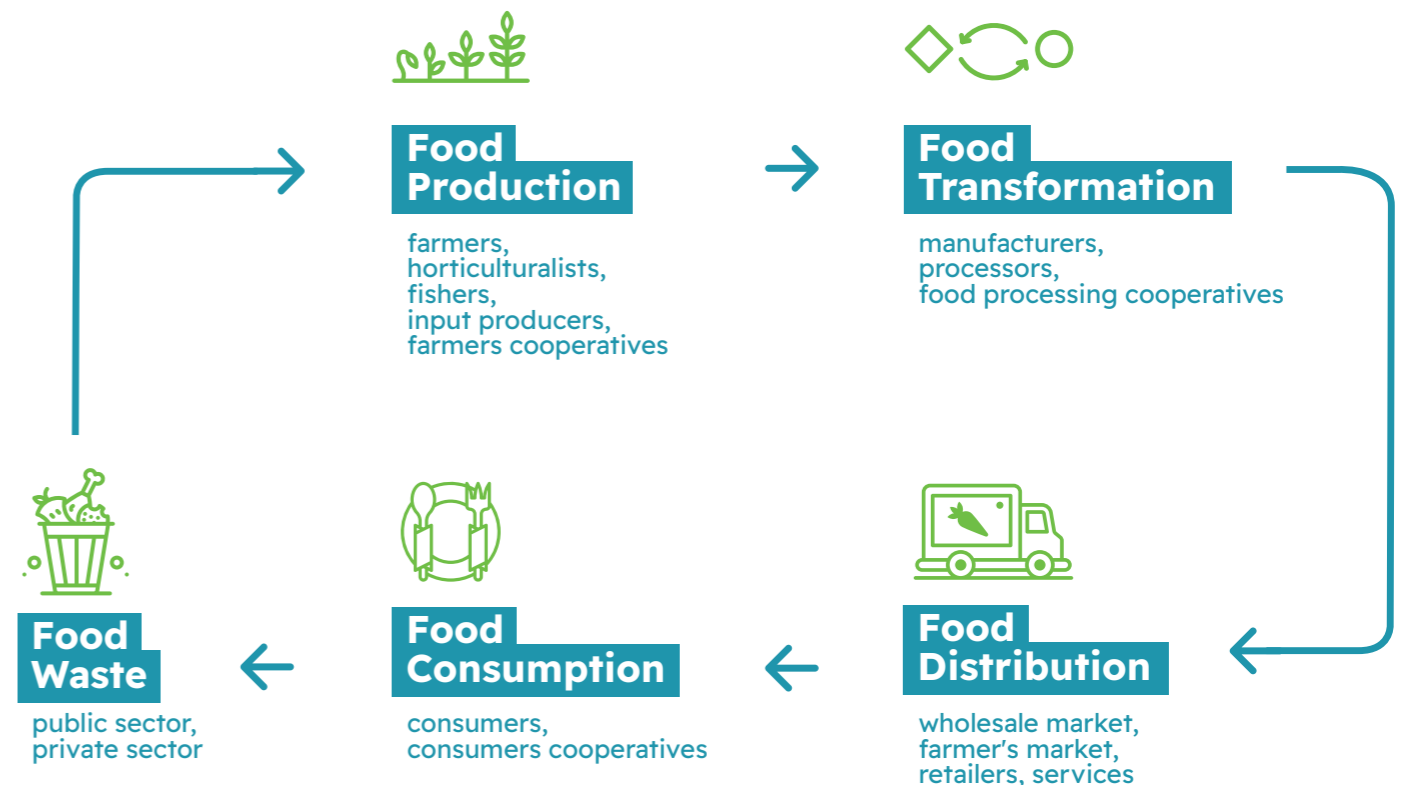 Food
Production
farmers,
horticulturalists,
fishers,
input producers,
farmers cooperatives
Food
Transformation
manufacturers,
processors,
food processing cooperatives
Food
Distribution
wholesale market,
farmer's market,
retailers, services
Food
Consumption
consumers,
consumers cooperatives
Food
Waste
public sector,
private sector